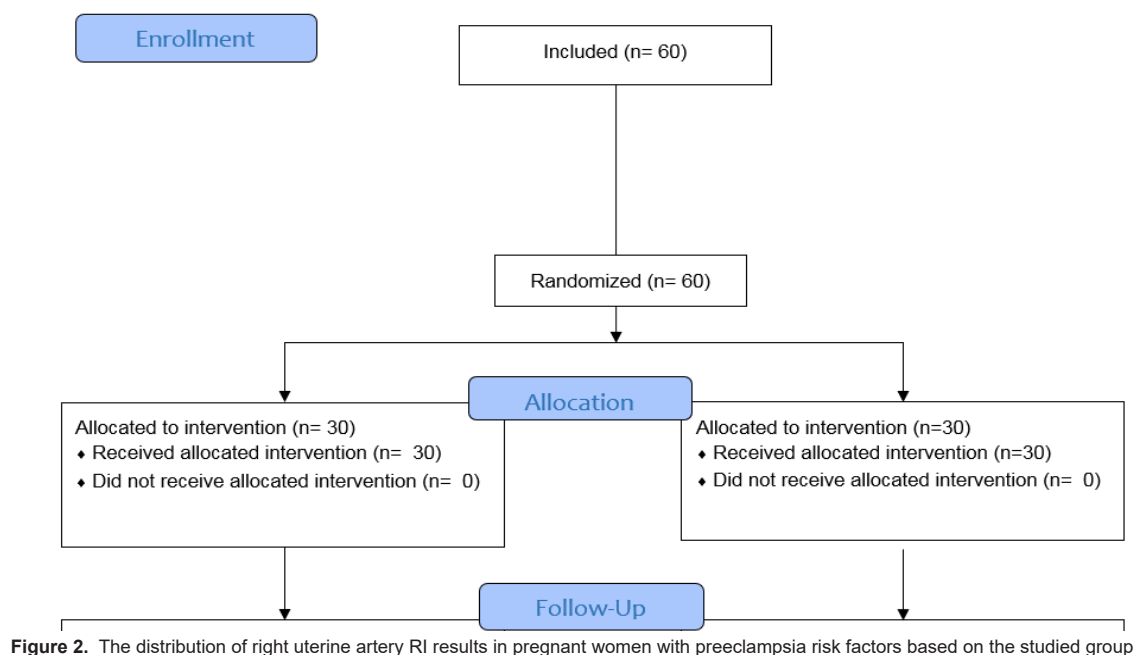 Enrollment
Included (n= 60)
Randomized (n= 60)
Allocation
Allocated to intervention (n= 30)
♦ Received allocated intervention (n=  30)
♦ Did not receive allocated intervention (n=  0)
Allocated to intervention (n=30)
♦ Received allocated intervention (n=30)
♦ Did not receive allocated intervention (n=  0)
Follow-Up
Figure 2. The distribution of right uterine artery RI results in pregnant women with preeclampsia risk factors based on the studied group